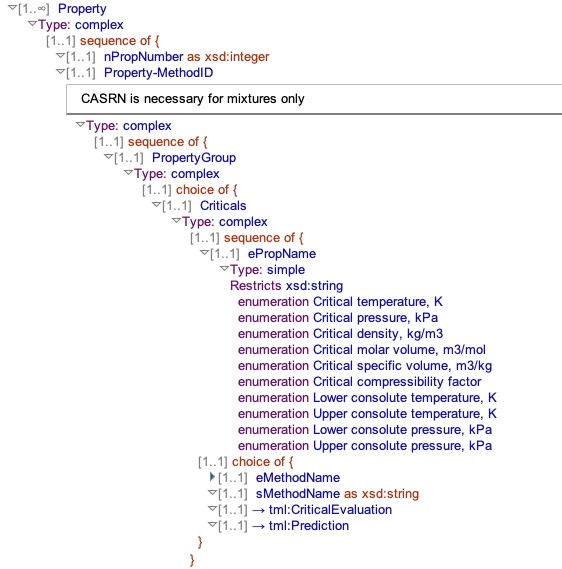 [1..∞] Property
Type: complex
[1..1] sequence of {
[1..1] nPropNumber as xsd:integer
[1..1] Property-MethodID
CASRN is necessary for mixtures only
Type: complex
[1..1] sequence of {
[1..1] PropertyGroup
Type: complex
[1..1] choice of {
[1..1] Criticals
Type: complex
[1..1] sequence of {
[1..1] ePropName
Type: simple
Restricts xsd:string
enumeration Critical temperature, K
enumeration Critical pressure, kPa
enumeration Critical density, kg/m3
enumeration Critical molar volume, m3/mol
enumeration Critical specific volume, m3/kg
enumeration Critical compressibility factor
enumeration Lower consolute temperature, K
enumeration Upper consolute temperature, K
enumeration Lower consolute pressure, kPa
enumeration Upper consolute pressure, kPa
[1..1] choice of {
[1..1] eMethodName
[1..1] sMethodName as xsd:string
[1..1] → tml:CriticalEvaluation
[1..1] → tml:Prediction
}
}